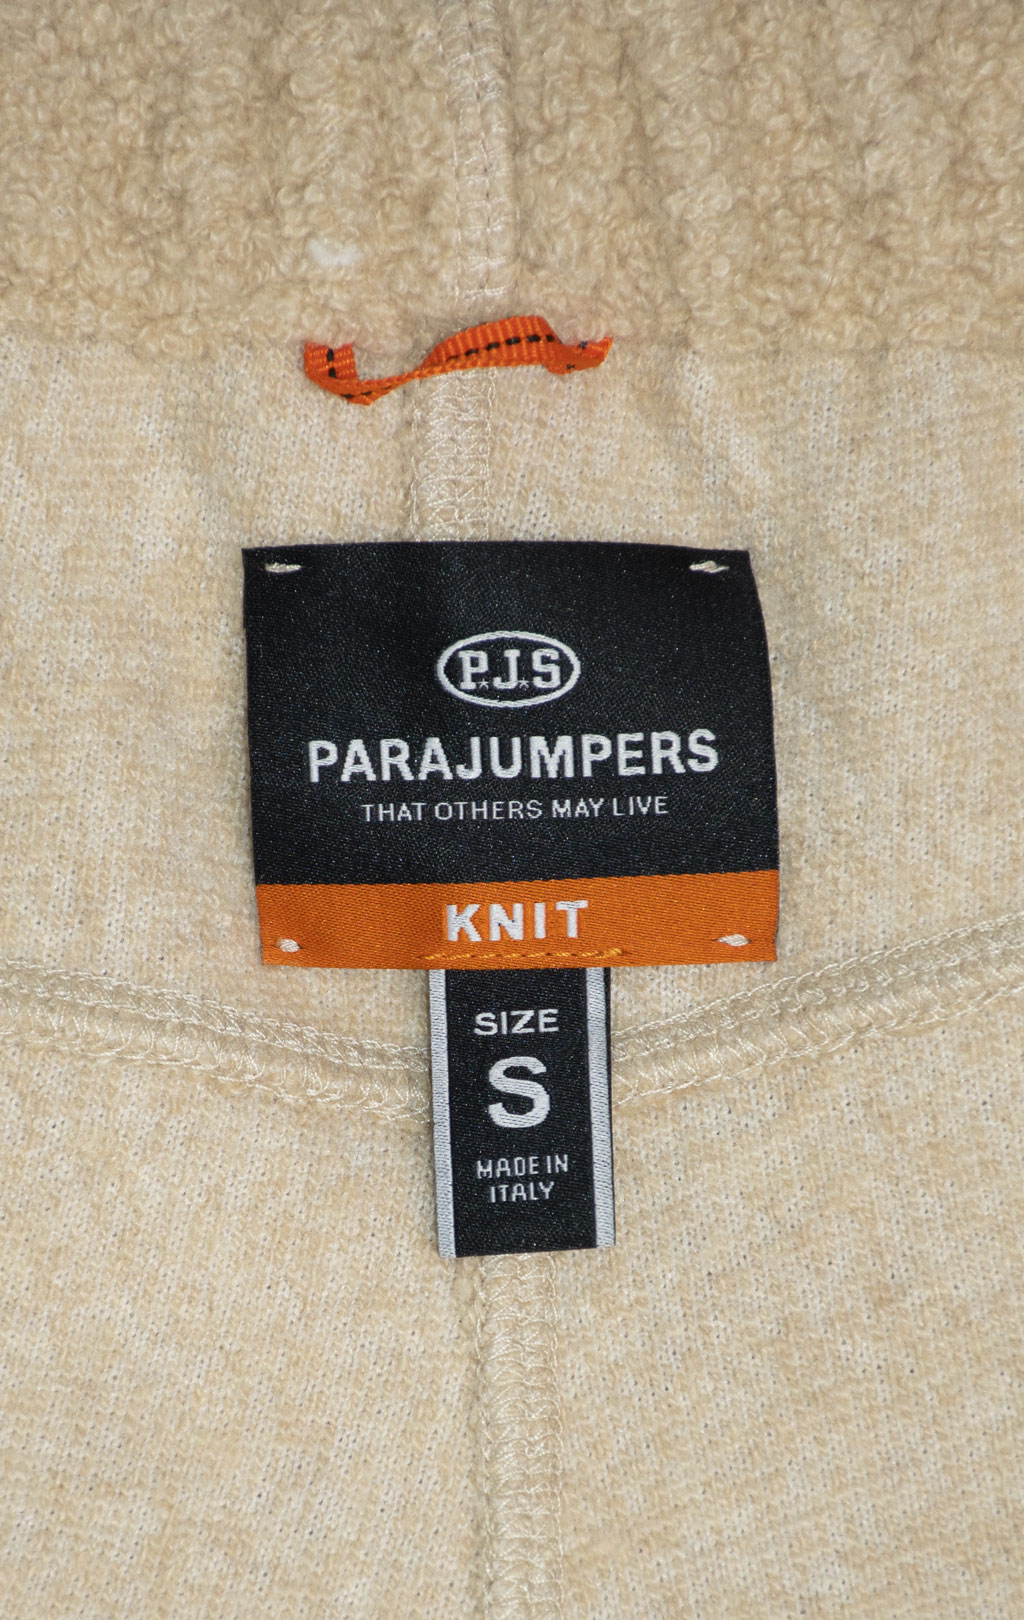 P.J.S
PARAJUMPERS
THAT OTHERS MAY LIVE
KNIT
SIZE
S
MADE IN
ITALY